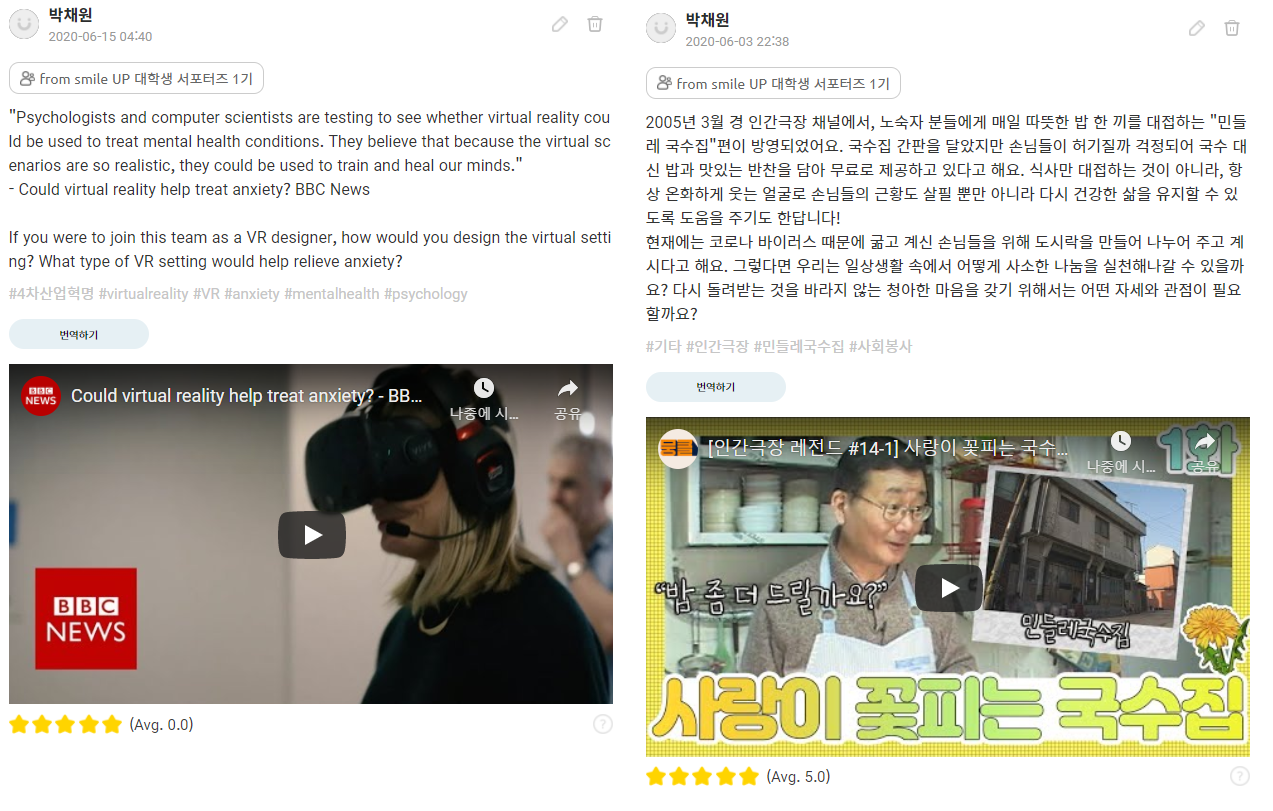 박채원
2020-06-15 04:40
from smile UP 대학생 서포터즈 1기
"Psychologists and computer scientists are testing to see whether virtual reality cou
ld be used to treat mental health conditions. They believe that because the virtual sc
enarios are so realistic, they could be used to train and heal our minds."
- Could virtual reality help treat anxiety? BBC News
If you were to join this team as a VR designer, how would you design the virtual setti
ng? What type of VR setting would help relieve anxiety?
#4차산업혁명 #virtualreality #VR #anxiety #mentalhealth #psychology
번역하기
BBC
NEWS
Could virtual reality help treat anxiety? - BB...
나중에 시...
공유
BBC
NEWS
(Avg. 0.0)
박채원
2020-06-03 22:38
from smile UP 대학생 서포터즈 1기
2005년 3월 경 인간극장 채널에서, 노숙자 분들에게 매일 따뜻한 밥 한 끼를 대접하는 "민들
레 국수집"편이 방영되었어요. 국수집 간판을 달았지만 손님들이 허기질까 걱정되어 국수 대
신 밥과 맛있는 반찬을 담아 무료로 제공하고 있다고 해요. 식사만 대접하는 것이 아니라, 항
상 온화하게 웃는 얼굴로 손님들의 근황도 살필 뿐만 아니라 다시 건강한 삶을 유지할 수 있
도록 도움을 주기도 한답니다!
현재에는 코로나 바이러스 때문에 굶고 계신 손님들을 위해 도시락을 만들어 나누어 주고 계
시다고 해요. 그렇다면 우리는 일상생활 속에서 어떻게 사소한 나눔을 실천해나갈 수 있을까
요? 다시 돌려받는 것을 바라지 않는 청아한 마음을 갖기 위해서는 어떤 자세와 관점이 필요
할까요?
#기타 #인간극장 #민들레국수집 #사회봉사
번역하기
[인간극장 레전드 #14-1] 사랑이 꽃피는 국수...
나중에 시...
공유
1화
"밥 좀 더 드릴까요?"
민들레국수집
사랑이 꽃피는 국수집
(Avg. 5.0)